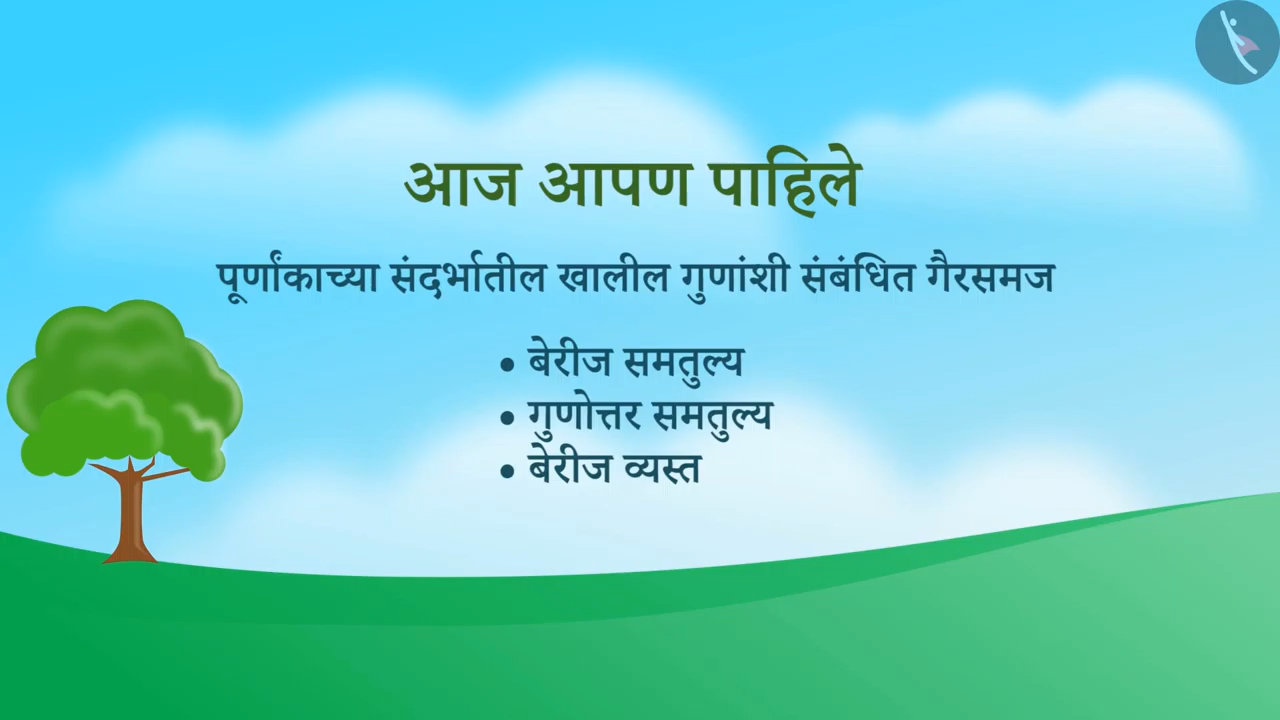 आज आपण पाहिले
पूर्णांकाच्या संदर्भातील खालील गुणांशी संबंधित गैरसमज
• बेरीज समतुल्य
• गुणोत्तर समतुल्य
• बेरीज व्यस्त